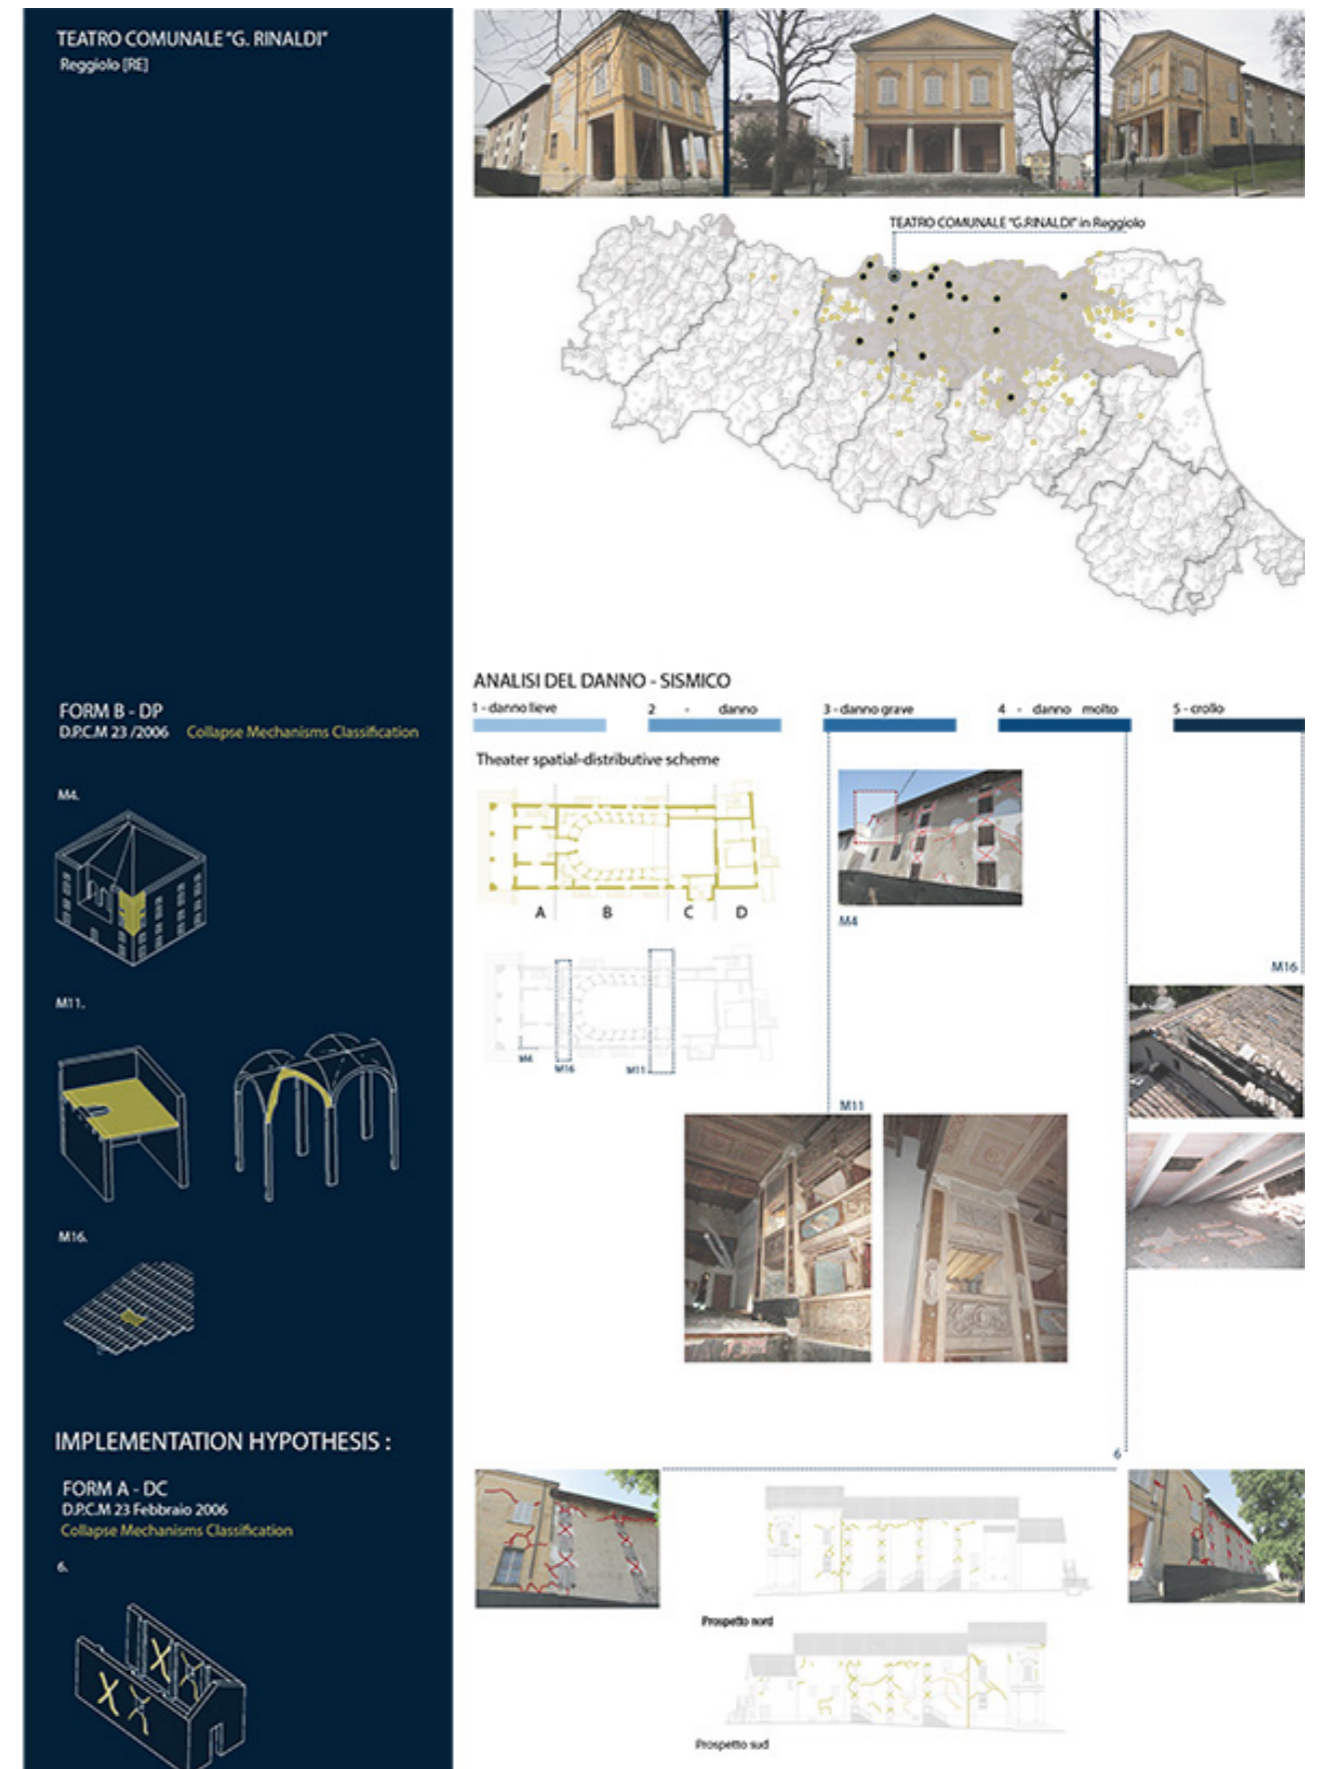 TEATRO COMUNALE "G. RINALDI"
Reggiolo [RE]
TEATRO COMUNALE "G.RINALDI" in Reggiolo
ANALISI DEL DANNO - SISMICO
1 - danno lieve
2 - danno
3 - danno grave
4 - danno molto
5 - crollo
FORM B - DP
D.P.C.M 23 /2006 Collapse Mechanisms Classification
Theater spatial-distributive scheme
M4.
A B C D
M4
M16
M11.
M4
M16
M11
M11
M16.
IMPLEMENTATION HYPOTHESIS :
6
FORM A - DC
D.P.C.M 23 Febbraio 2006
Collapse Mechanisms Classification
6.
Prospetto nord
Prospetto sud